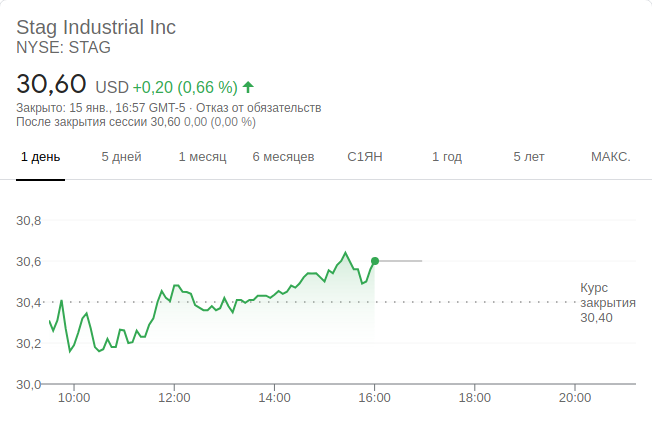 Stag Industrial Inc
NYSE: STAG
30,60 USD +0,20 (0,66 %)
Закрыто: 15 янв., 16:57 GMT-5 · Отказ от обязательств
После закрытия сессии 30,60 0,00 (0,00 %)
1 день 5 дней 1 месяц 6 месяцев С1ЯН 1 год 5 лет МАКС.
30,8
30,6
30,4
30,2
30,0
Курс
закрытия
30,40
10:00 12:00 14:00 16:00 18:00 20:00